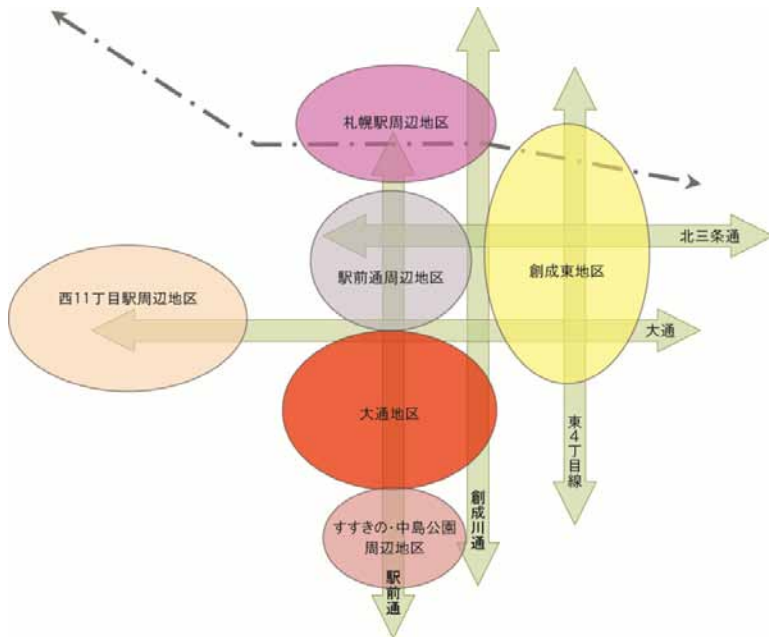 札幌駅周辺地区
北三条通
駅前通周辺地区
創成東地区
西11丁目駅周辺地区
大通
大通地区
東4丁目線
創成川通
すすきの・中島公園
周辺地区
駅前通